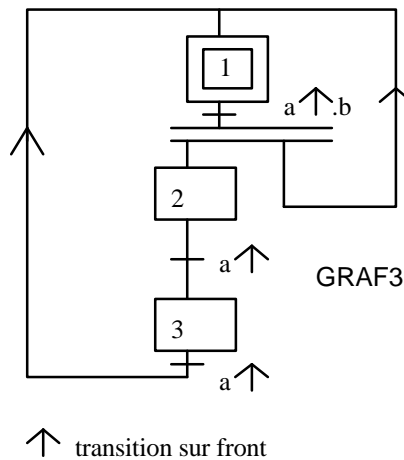 1
a↑.b
2
a↑
GRAF3
3
a↑
↑ transition sur front